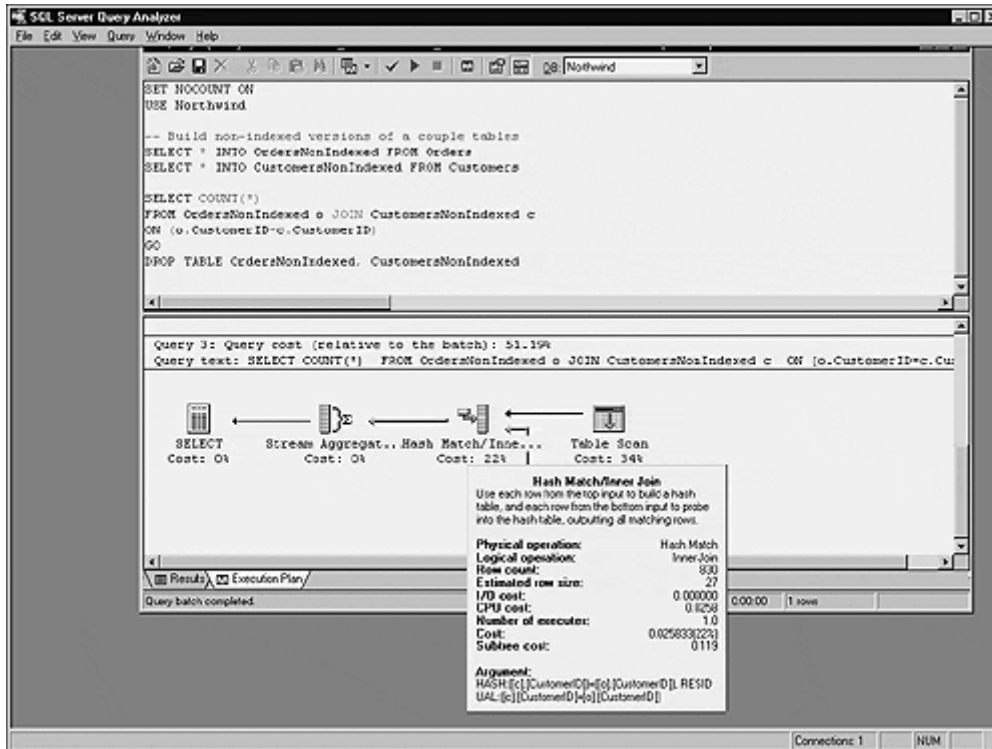 SQL Server Query Analyzer
File Edit View Query Window Help
DB: Nothwind
SET NOCOUNT ON
USE Northwind
-- Build non-indexed versions of a couple tables
SELECT * INTO OrdersNonIndexed FROM Orders
SELECT * INTO CustomersNonIndexed FROM Customers
SELECT COUNT(*)
FROM OrdersNonIndexed o JOIN CustomersNonIndexed c
ON (o.CustomerID=c.CustomerID)
GO
DROP TABLE OrdersNonIndexed, CustomersNonIndexed
Query 3: Query cost (relative to the batch): 51.19%
Query text: SELECT COUNT(*) FROM OrdersNonIndexed o JOIN CustomersNonIndexed c ON (o.CustomerID=c.Cu
SELECT
Cost: 0%
Stream Aggregat...
Cost: 0%
Hash Match/Inne...
Cost: 22%
Table Scan
Cost: 34%
Hash Match/Inner Join
Use each row from the top input to build a hash
table, and each row from the bottom input to probe
into the hash table, outputting all matching rows.
Physical operation: Hash Match
Logical operation: Inner Join
Row count: 830
Estimated row size: 27
I/O cost: 0.000000
CPU cost: 0.0258
Number of executes: 1.0
Cost: 0.025833(22%)
Subtree cost: 0.119
Argument:
HASH:([c].[CustomerID])=([o].[CustomerID]), RESID
UAL:([c].[CustomerID]=[o].[CustomerID])
Results Execution Plan
Query batch completed. 0:00:00 1 rows
Connections: 1 NUM